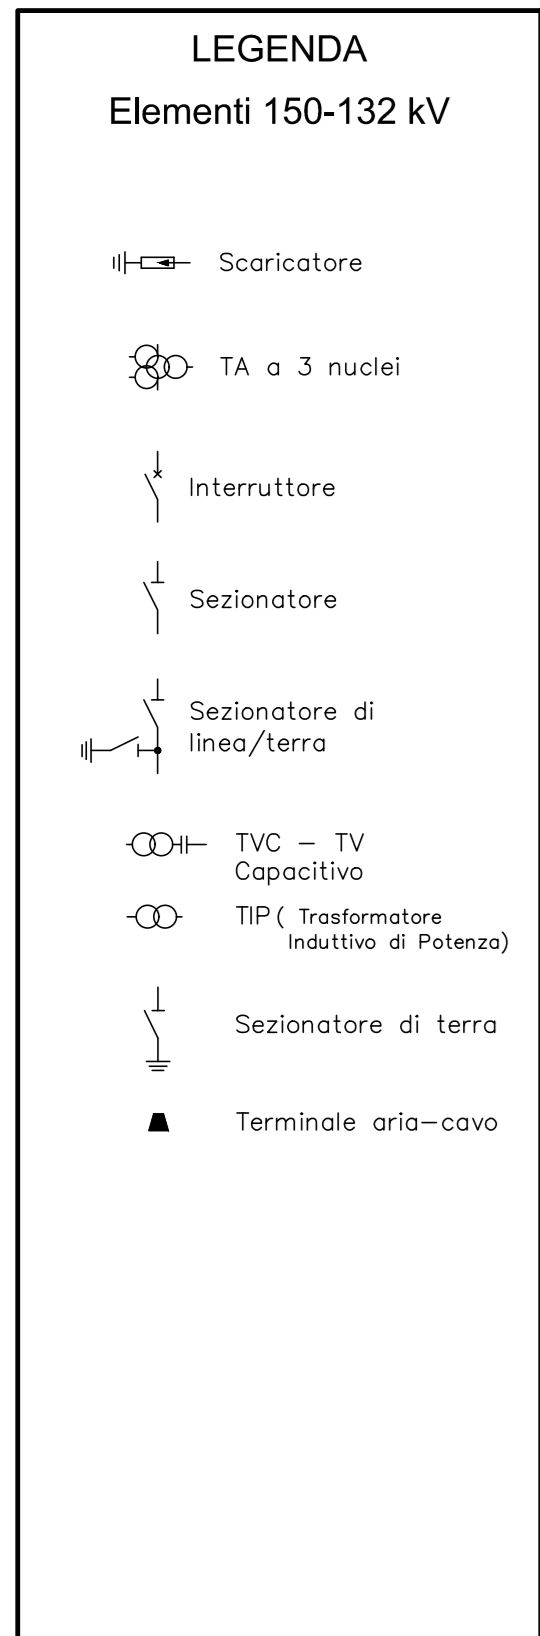 LEGENDA
Elementi 150-132 kV
Scaricatore
TA a 3 nuclei
Interruttore
Sezionatore
Sezionatore di
linea/terra
TVC – TV
Capacitivo
TIP ( Trasformatore
Induttivo di Potenza)
Sezionatore di terra
Terminale aria–cavo